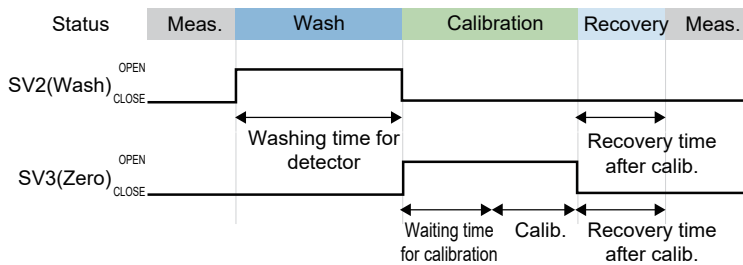 Status Meas. Wash Calibration Recovery Meas.
OPEN
SV2(Wash)
CLOSE
Washing time for
detector
Recovery time
after calib.
OPEN
SV3(Zero)
CLOSE
Waiting time
for calibration
Calib.
Recovery time
after calib.